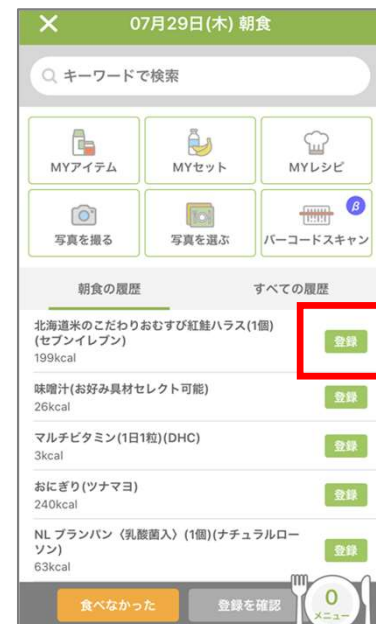 07月29日(木) 朝食
キーワードで検索
MYアイテム
MYセット
MYレシピ
写真を撮る
写真を選ぶ
β
バーコードスキャン
朝食の履歴
すべての履歴
北海道米のこだわりおむすび紅鮭ハラス(1個)
(セブンイレブン)
199kcal
登録
味噌汁(お好み具材セレクト可能)
26kcal
登録
マルチビタミン(1日1粒)(DHC)
3kcal
登録
おにぎり(ツナマヨ)
240kcal
登録
NL ブランパン〈乳酸菌入〉(1個)(ナチュラルロー
ソン)
63kcal
登録
食べなかった
登録を確認
0
メニュー